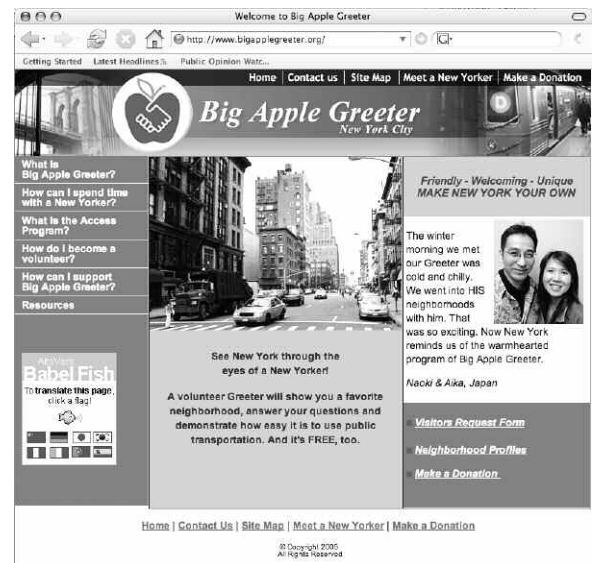 Welcome to Big Apple Greeter
http://www.bigapplegreeter.org/
G
Getting Started Latest Headlines Public Opinion Watc...
Home | Contact us | Site Map | Meet a New Yorker | Make a Donation
Big Apple Greeter
New York City
D
What is
Big Apple Greeter?
How can I spend time
with a New Yorker?
What is the Access
Program?
How do I become a
volunteer?
How can I support
Big Apple Greeter?
Resources
AltaVista
Babel Fish
To translate this page,
click a flag!
See New York through the
eyes of a New Yorker!
A volunteer Greeter will show you a favorite
neighborhood, answer your questions and
demonstrate how easy it is to use public
transportation. And it's FREE, too.
Friendly - Welcoming - Unique
MAKE NEW YORK YOUR OWN
The winter
morning we met
our Greeter was
cold and chilly.
We went into HIS
neighborhoods
with him. That
was so exciting. Now New York
reminds us of the warmhearted
program of Big Apple Greeter.
Naoki & Aika, Japan
Visitors Request Form
Neighborhood Profiles
Make a Donation
Home | Contact Us | Site Map | Meet a New Yorker | Make a Donation
© Copyright 2005
All Rights Reserved